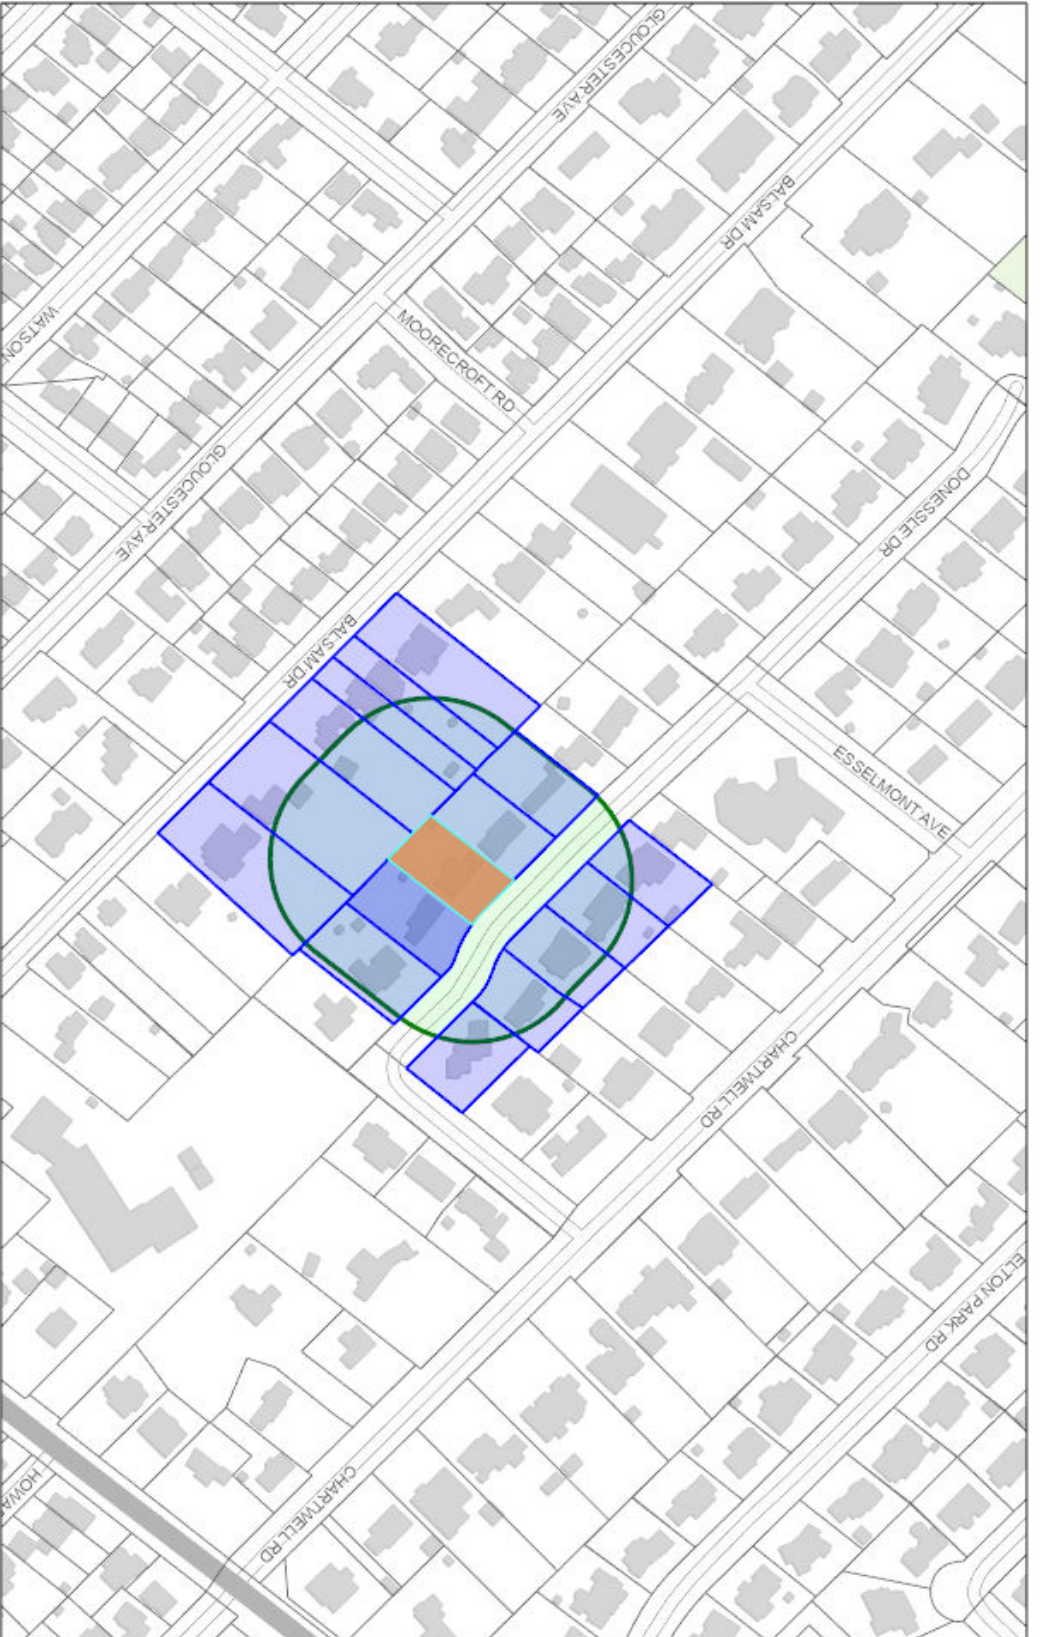 GLOUCESTER AVE
BALSAM DR
WATSON
MOORECROFT RD
GLOUCESTER AVE
DONESSLE DR
BALSAM DR
ESSELMONT AVE
CHARTWELL RD
ELTON PARK RD
HOWA
CHARTWELL RD